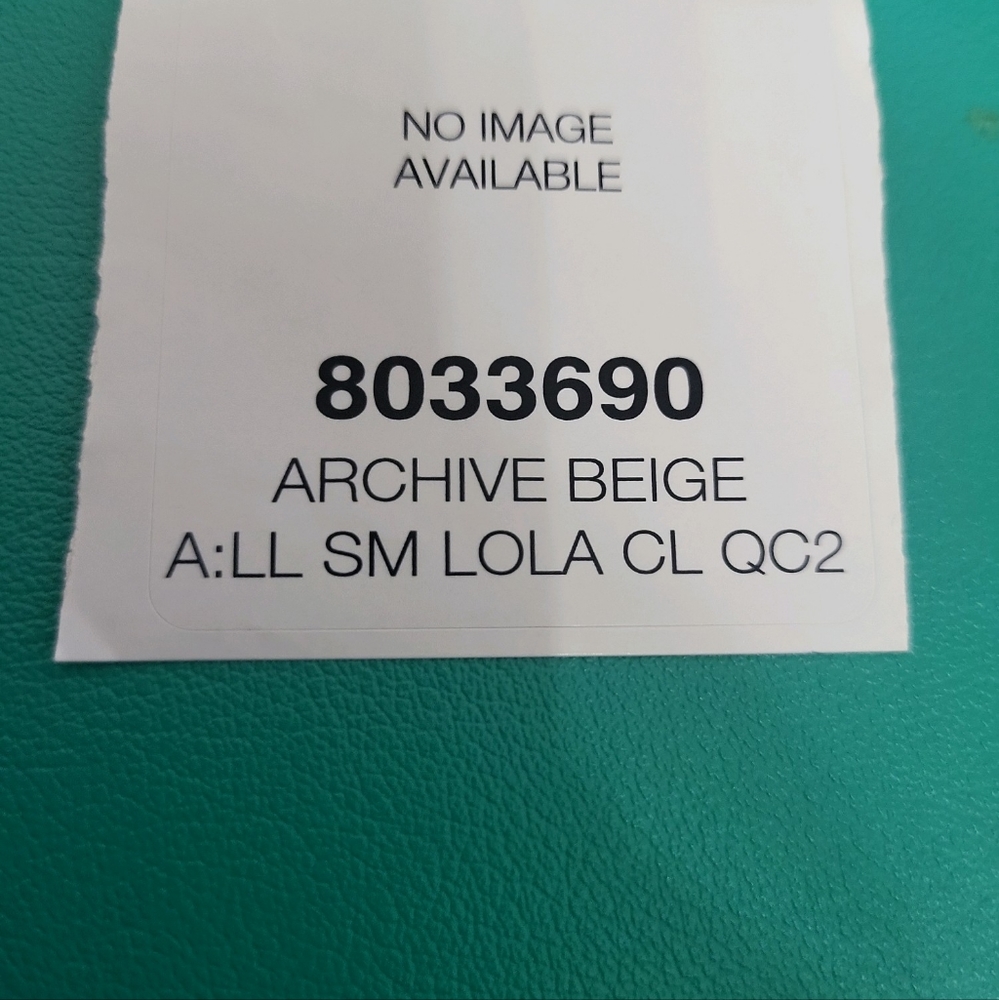 NO IMAGE
AVAILABLE
8033690
ARCHIVE BEIGE
A:LL SM LOLA CL QC2